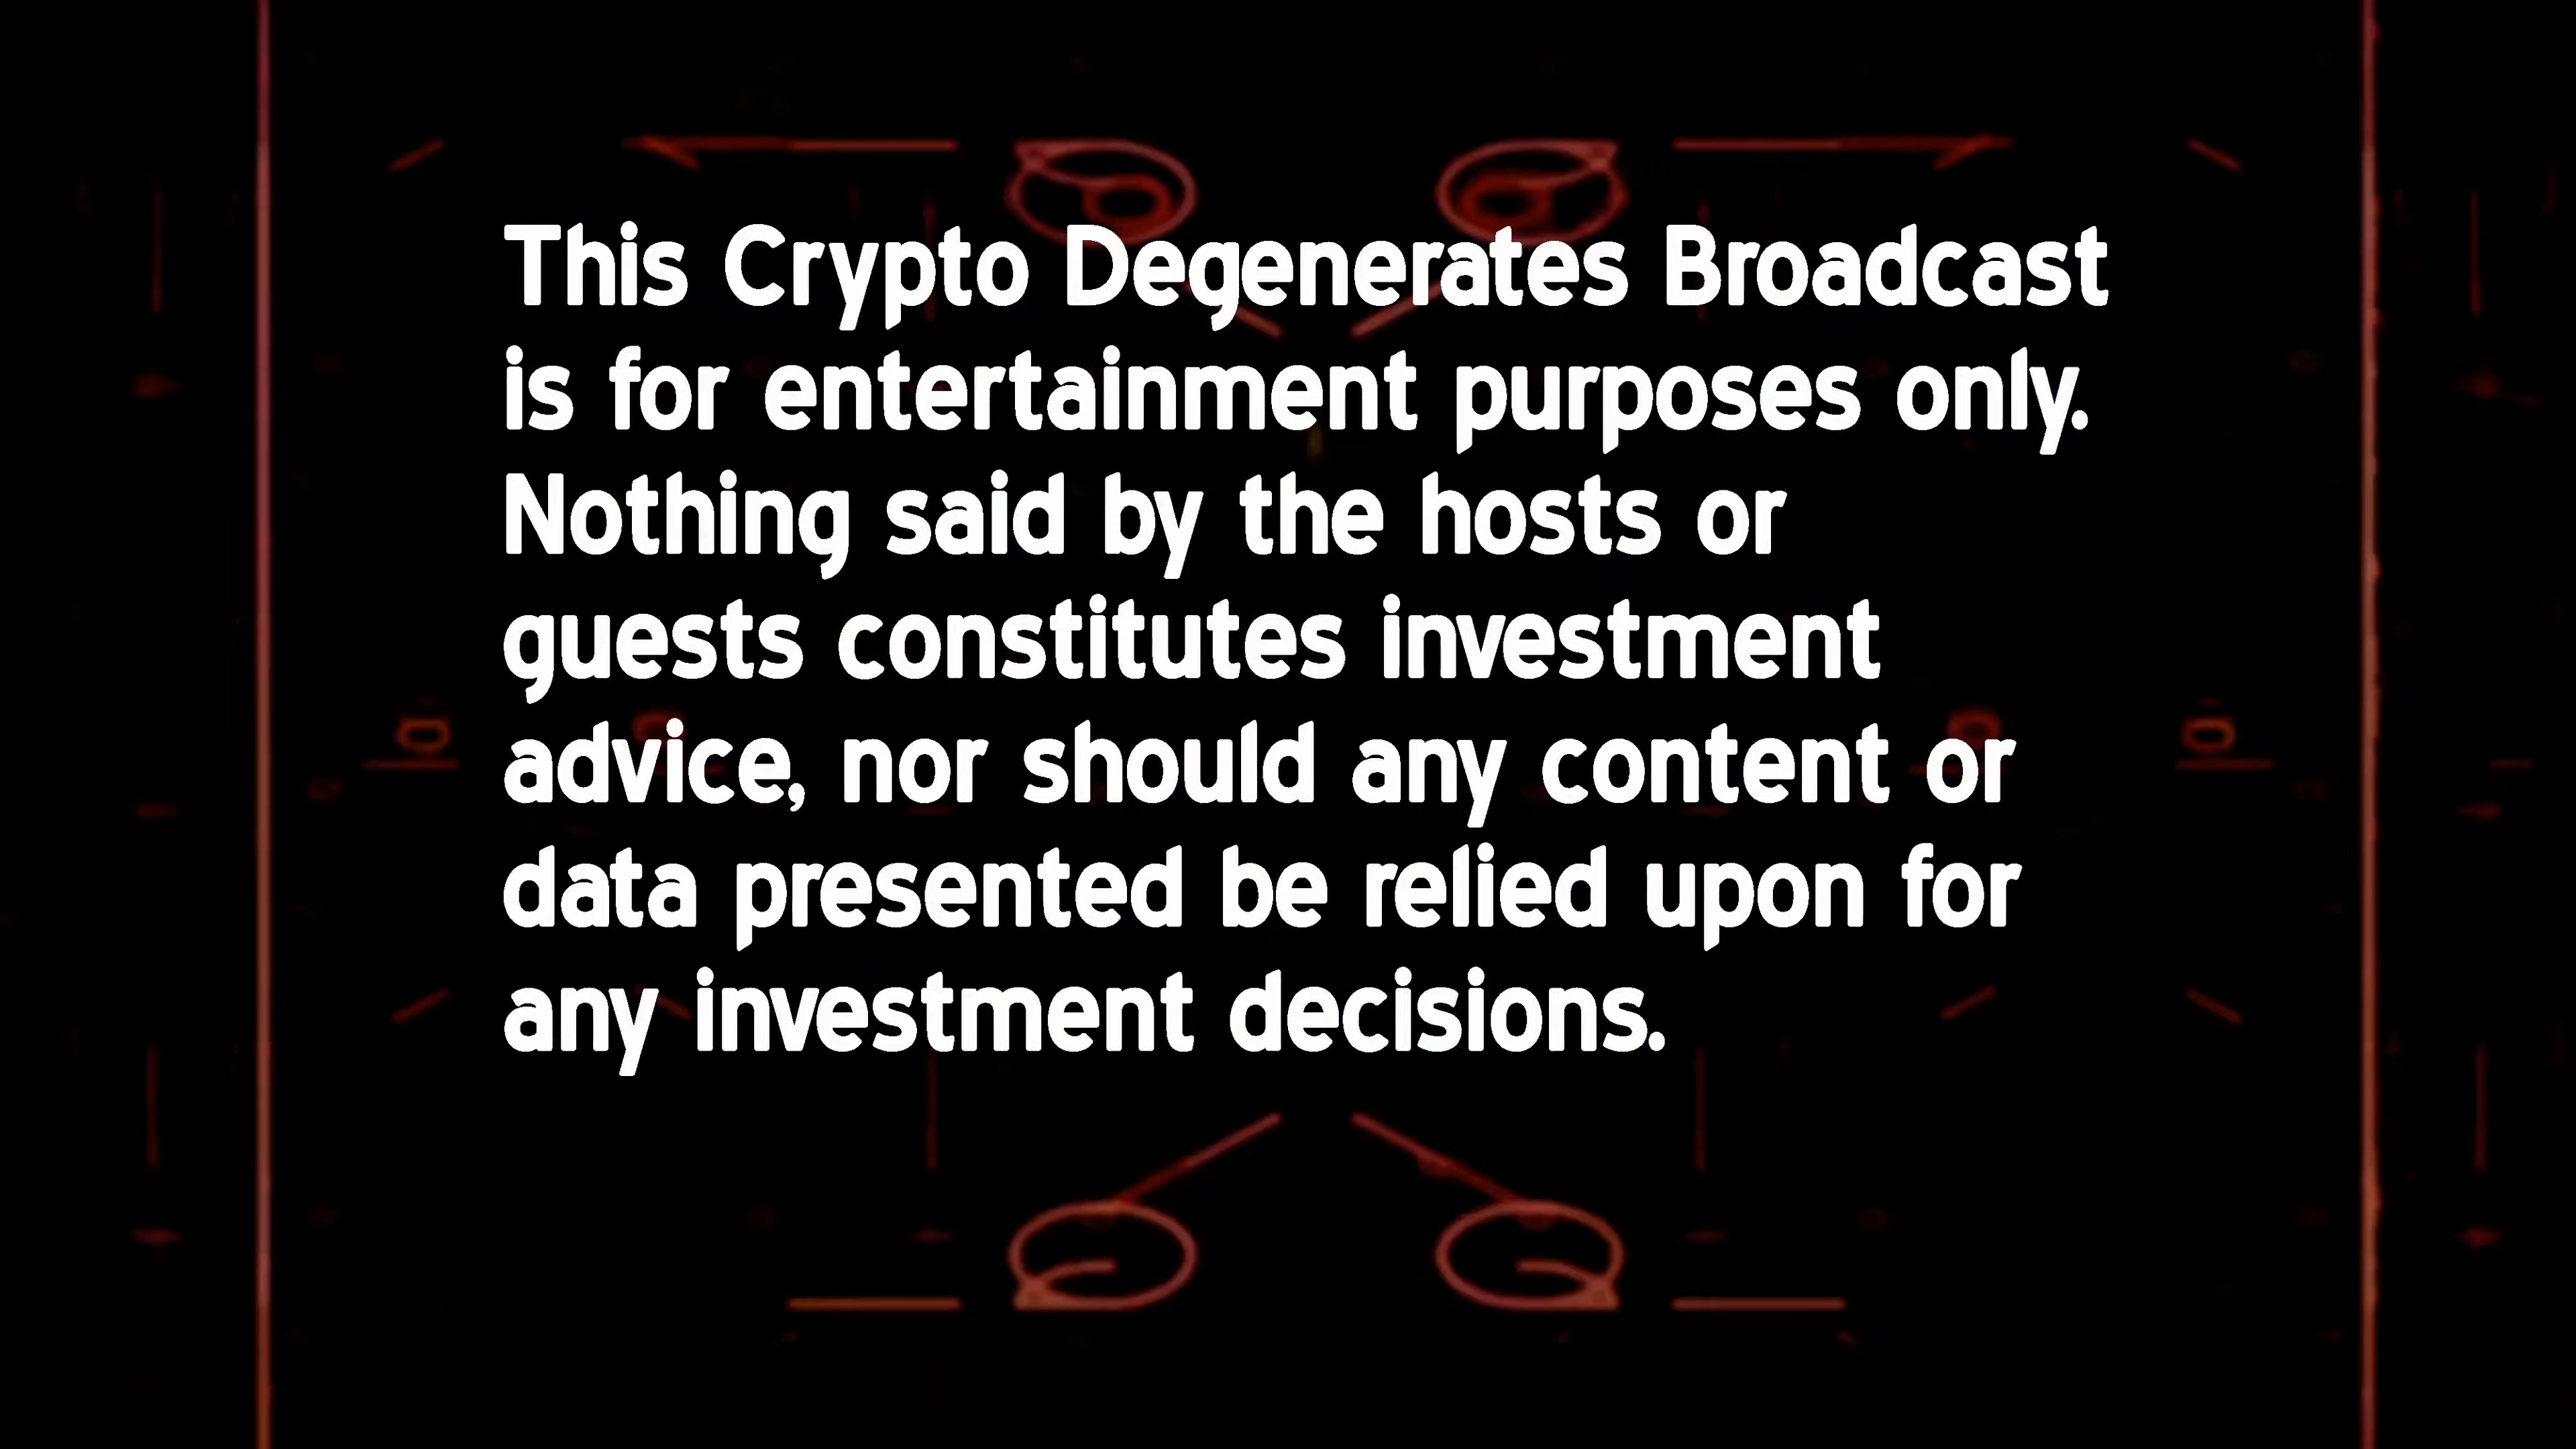 This Crypto Degenerates Broadcast
is for entertainment purposes only.
Nothing said by the hosts or
guests constitutes investment
advice, nor should any content or
data presented be relied upon for
any investment decisions.